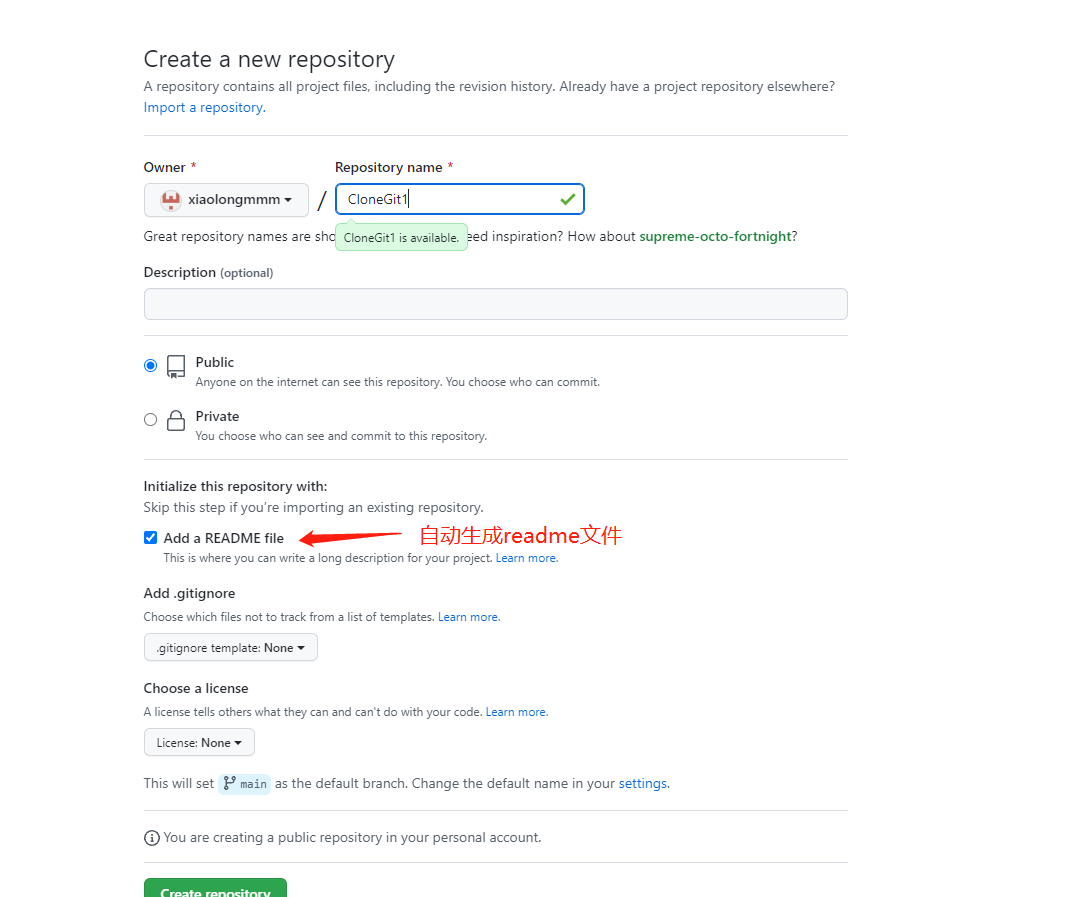 Create a new repository
A repository contains all project files, including the revision history. Already have a project repository elsewhere?
Import a repository.
Owner * Repository name *
xiaolongmmm / CloneGit1
Great repository names are sho
CloneGit1 is available.
eed inspiration? How about supreme-octo-fortnight?
Description (optional)
Public
Anyone on the internet can see this repository. You choose who can commit.
Private
You choose who can see and commit to this repository.
Initialize this repository with:
Skip this step if you're importing an existing repository.
Add a README file 自动生成readme文件
This is where you can write a long description for your project. Learn more.
Add .gitignore
Choose which files not to track from a list of templates. Learn more.
.gitignore template: None
Choose a license
A license tells others what they can and can't do with your code. Learn more.
License: None
This will set main as the default branch. Change the default name in your settings.
You are creating a public repository in your personal account.
Create repository